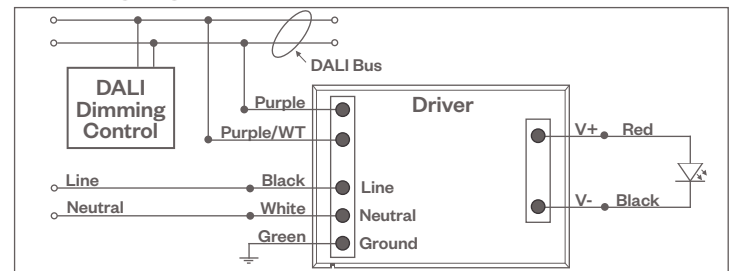 DALI Bus
DALI
Dimming
Control
Driver
Purple
Purple/WT
V+ Red
Line Black Line
V- Black
Neutral White Neutral
Green Ground